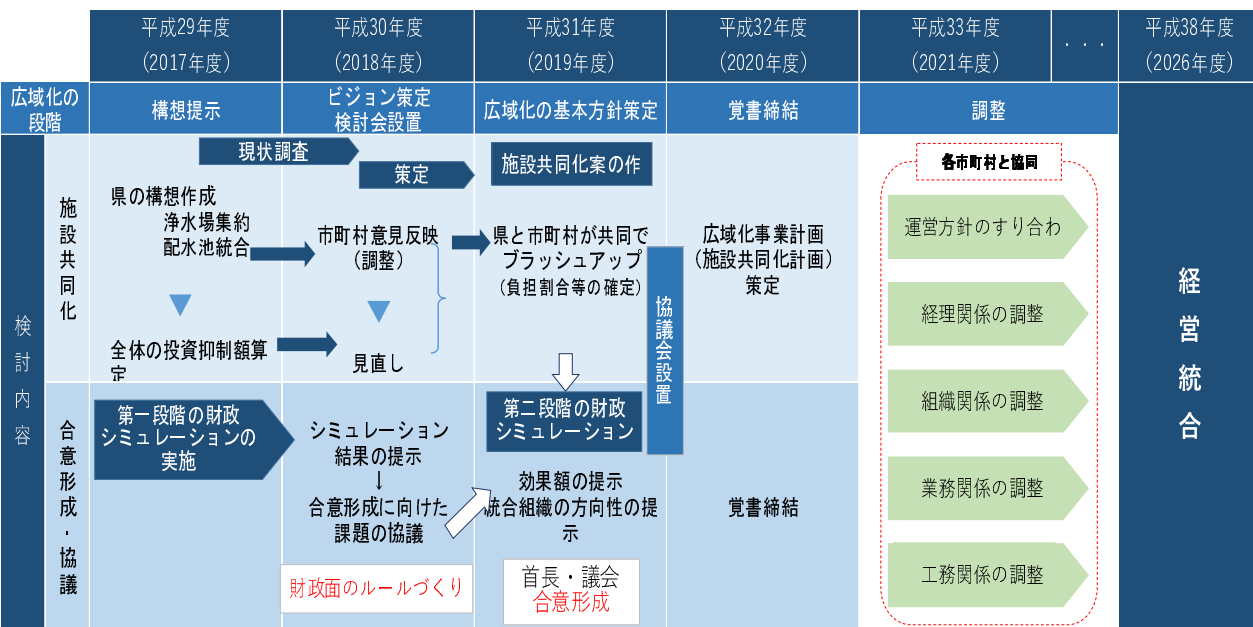 平成29年度
（2017年度）
平成30年度
（2018年度）
平成31年度
（2019年度）
平成32年度
（2020年度）
平成33年度
（2021年度）
・・・
平成38年度
（2026年度）
広域化の
段階
構想提示
ビジョン策定
検討会設置
広域化の基本方針策定
覚書締結
調整
検討内容
施設共同化
現状調査
策定
施設共同化案の作
県の構想作成
浄水場集約
配水池統合
市町村意見反映
（調整）
県と市町村が共同で
ブラッシュアップ
（負担割合等の確定）
広域化事業計画
（施設共同化計画）
策定
全体の投資抑制額算
定
見直し
協議会設置
合意形成・協議
第一段階の財政
シミュレーションの
実施
シミュレーション
結果の提示
↓
合意形成に向けた
課題の協議
財政面のルールづくり
第二段階の財政
シミュレーション
効果額の提示
統合組織の方向性の提
示
首長・議会
合意形成
覚書締結
各市町村と協同
運営方針のすり合わ
経理関係の調整
組織関係の調整
業務関係の調整
工務関係の調整
経営統合